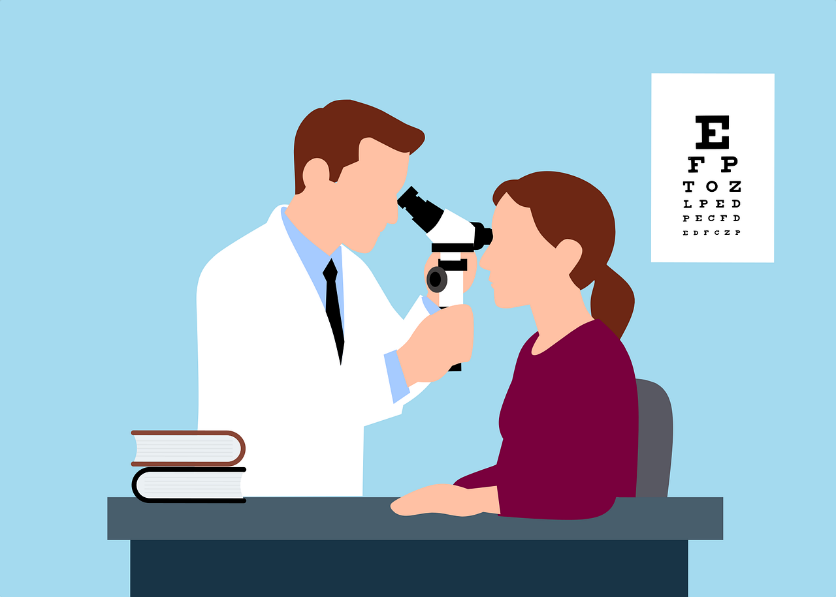 E
F P
T O Z
L P E D
P E C F D
E D F C Z P